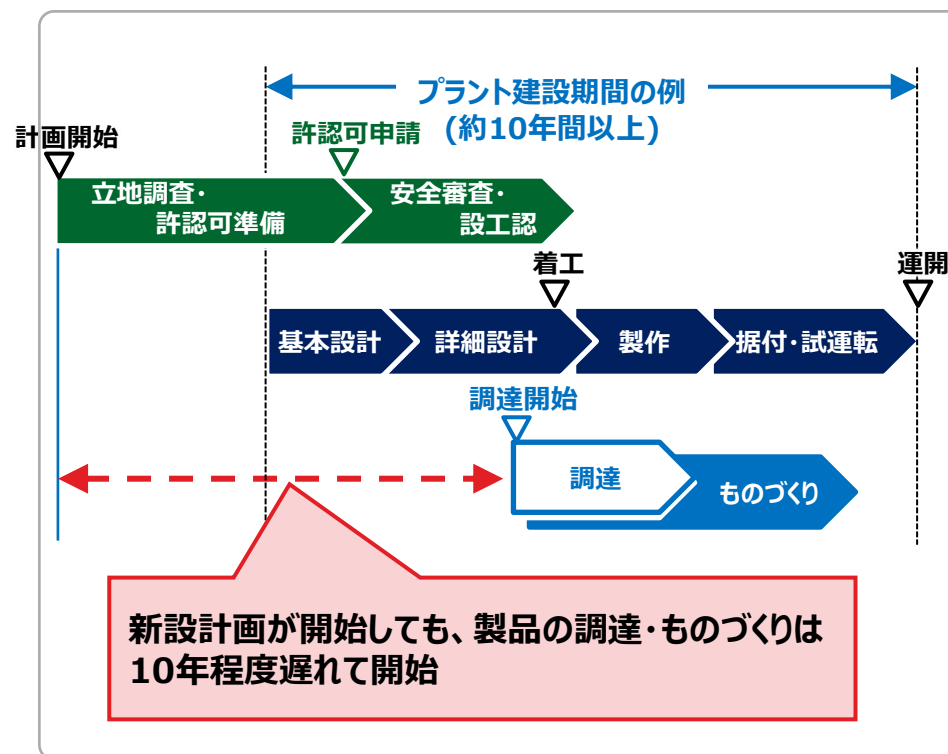 プラント建設期間の例
(約10年間以上)
計画開始
許認可申請
立地調査・
許認可準備
安全審査・
設工認
着工
運開
基本設計
詳細設計
製作
据付・試運転
調達開始
調達
ものづくり
新設計画が開始しても、製品の調達・ものづくりは
10年程度遅れて開始